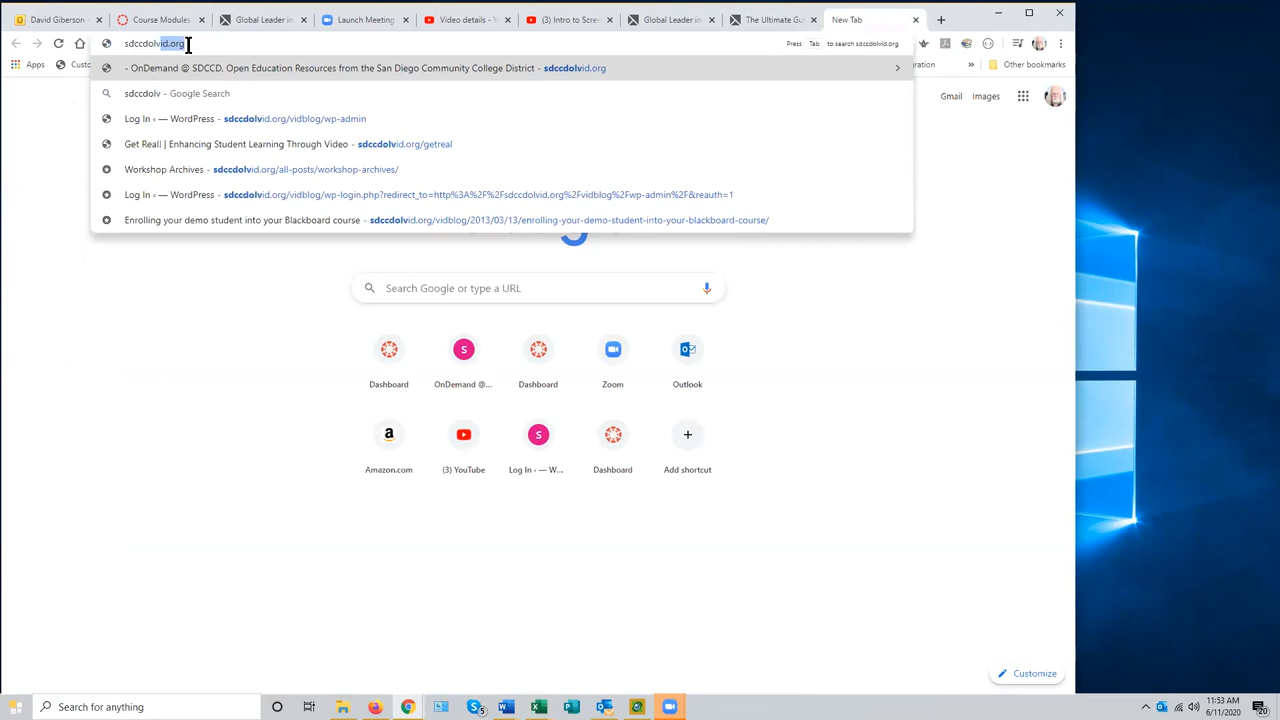 David Giberson -
Course Modules
Global Leader in
Launch Meeting
Video details - Y
(3) Intro to Scre
Global Leader in
The Ultimate Gu
New Tab
sdccdolvid.org
Press Tab to search sdccdolvid.org
Apps
Custo
ration
»
Other bookmarks
- OnDemand @ SDCCD. Open Education Resources from the San Diego Community College District - sdccdolvid.org
sdccdolv - Google Search
Log In ‹ — WordPress - sdccdolvid.org/vidblog/wp-admin
Get Real! | Enhancing Student Learning Through Video - sdccdolvid.org/getreal
Workshop Archives - sdccdolvid.org/all-posts/workshop-archives/
Log In ‹ — WordPress - sdccdolvid.org/vidblog/wp-login.php?redirect_to=http%3A%2F%2Fsdccdolvid.org%2Fvidblog%2Fwp-admin%2F&reauth=1
Enrolling your demo student into your Blackboard course - sdccdolvid.org/vidblog/2013/03/13/enrolling-your-demo-student-into-your-blackboard-course/
Gmail Images
Search Google or type a URL
Dashboard
S
OnDemand @...
Dashboard
Zoom
Outlook
a
Amazon.com
(3) YouTube
S
Log In ‹ — W...
Dashboard
Add shortcut
Customize
Search for anything
5
11:53 AM
6/11/2020
20